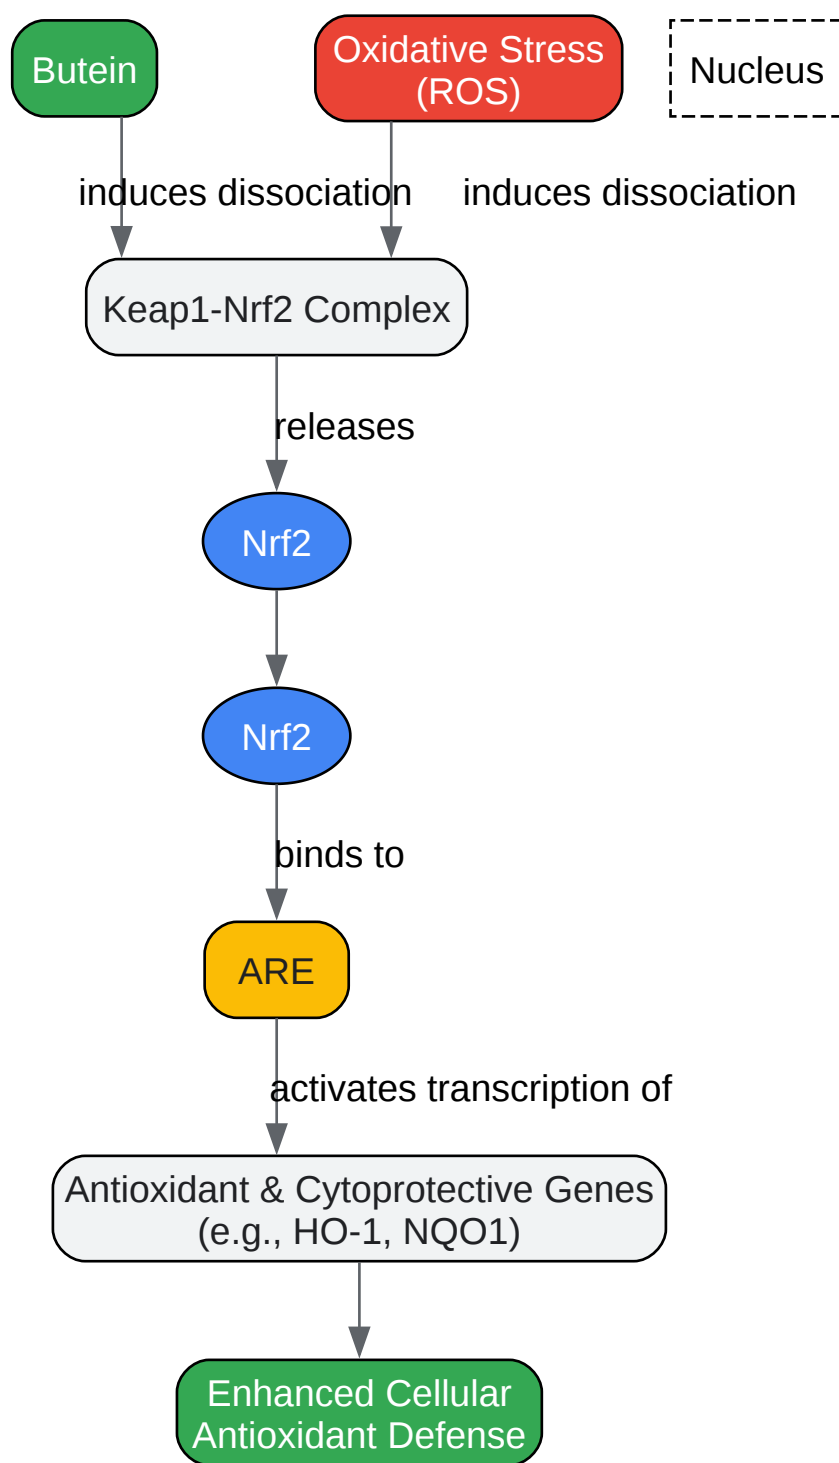 Butein
Oxidative Stress
(ROS)
Nucleus
induces dissociation
induces dissociation
Keap1-Nrf2 Complex
releases
Nrf2
Nrf2
binds to
ARE
activates transcription of
Antioxidant & Cytoprotective Genes
(e.g., HO-1, NQO1)
Enhanced Cellular
Antioxidant Defense